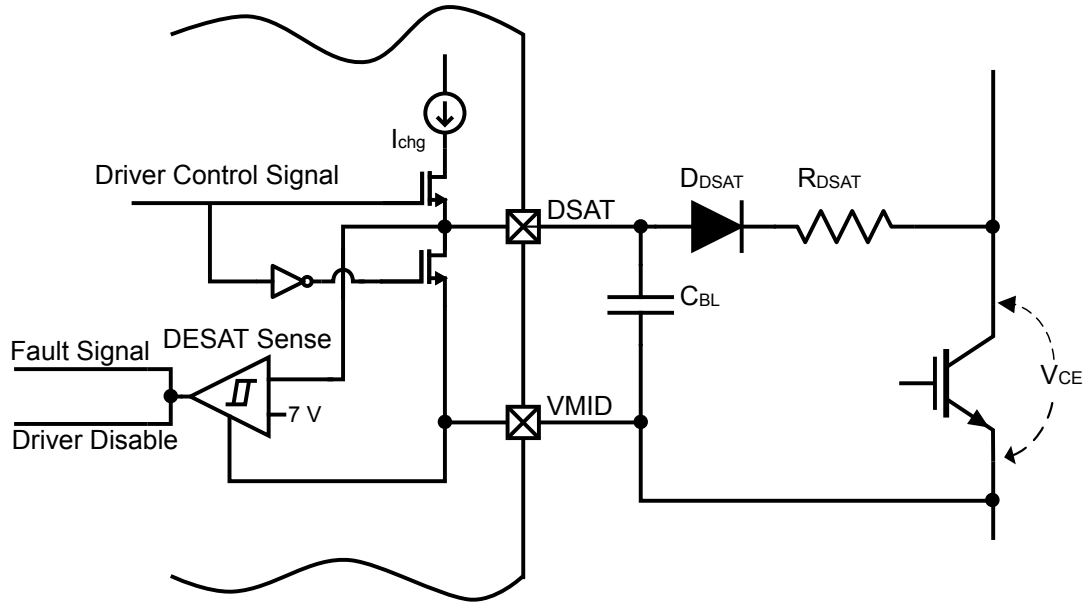 Ichg
Driver Control Signal
DSAT
DDSAT
RDSAT
CBL
DESAT Sense
Fault Signal
7 V
VMID
VCE
Driver Disable